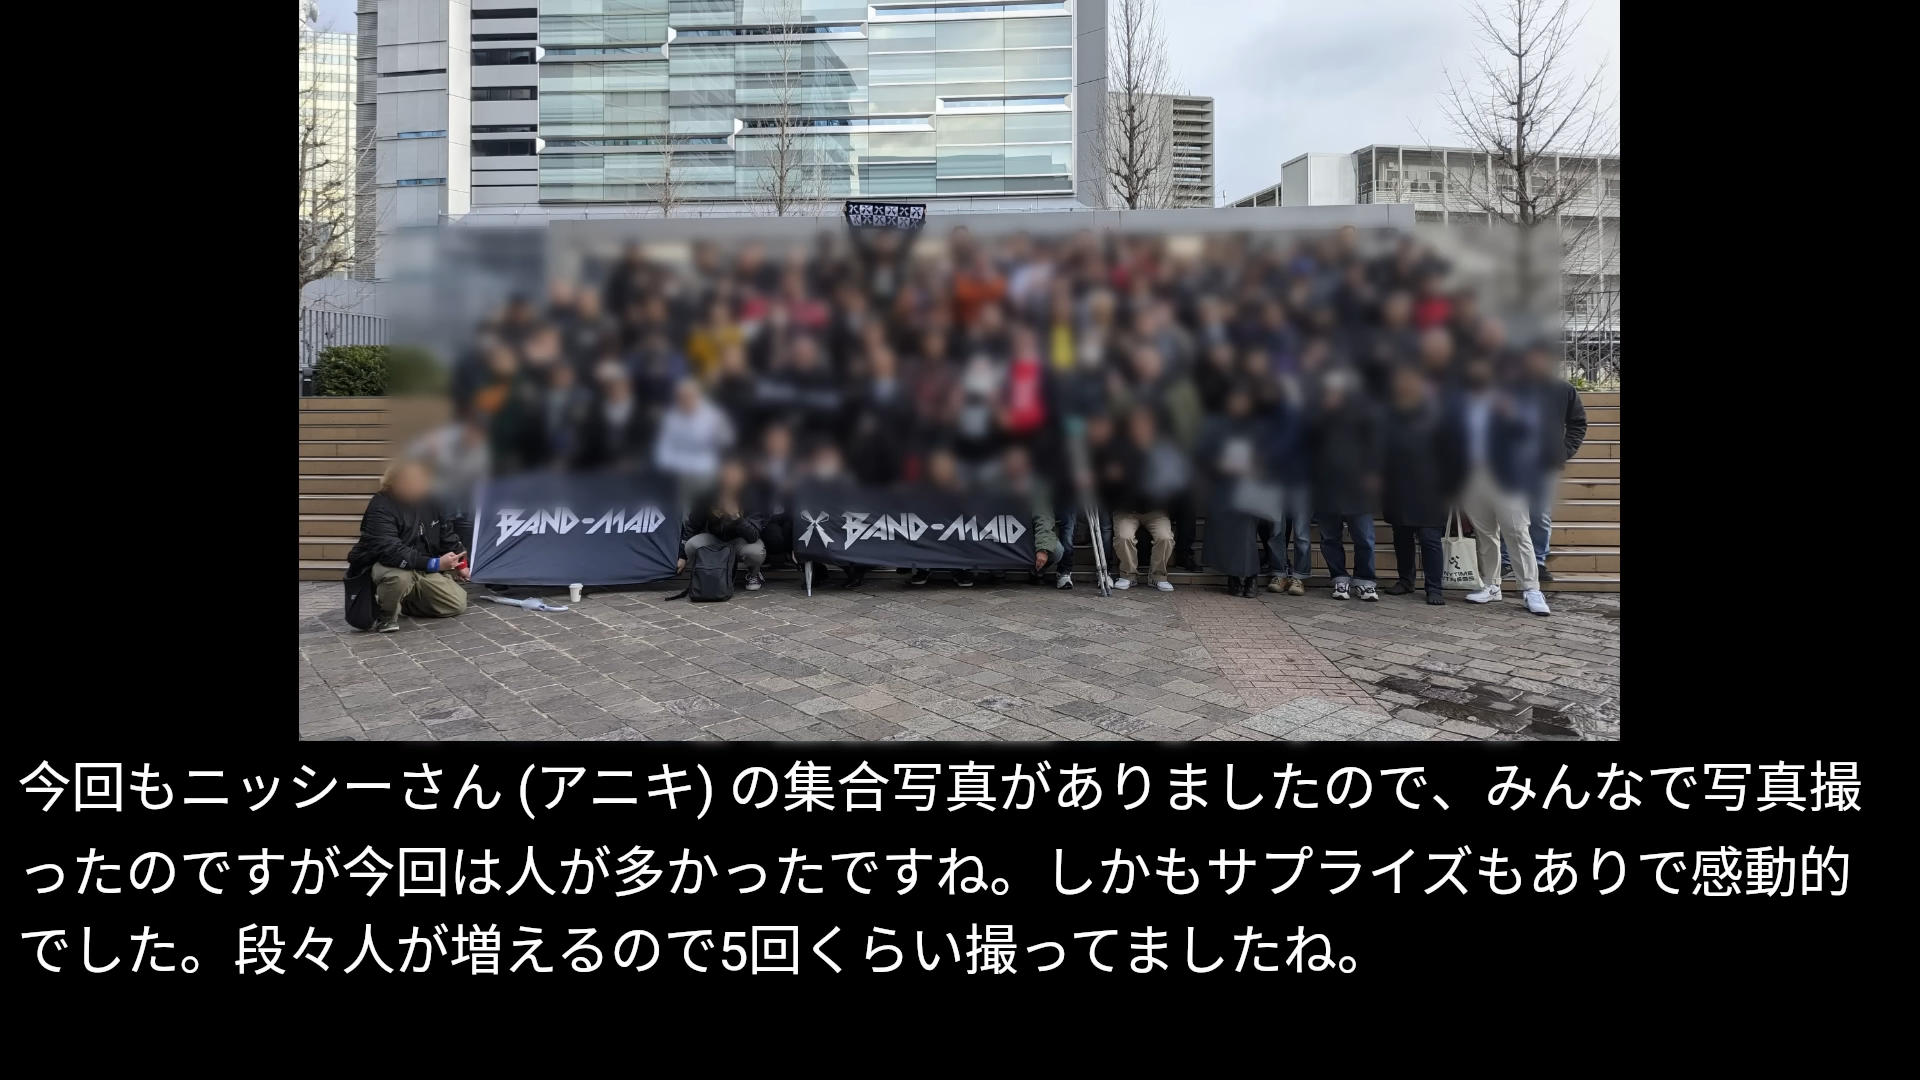 BAND-MAID
BAND-MAID
今回もニッシーさん (アニキ) の集合写真がありましたので、みんなで写真撮
ったのですが今回は人が多かったですね。しかもサプライズもありで感動的
でした。段々人が増えるので5回くらい撮ってましたね。